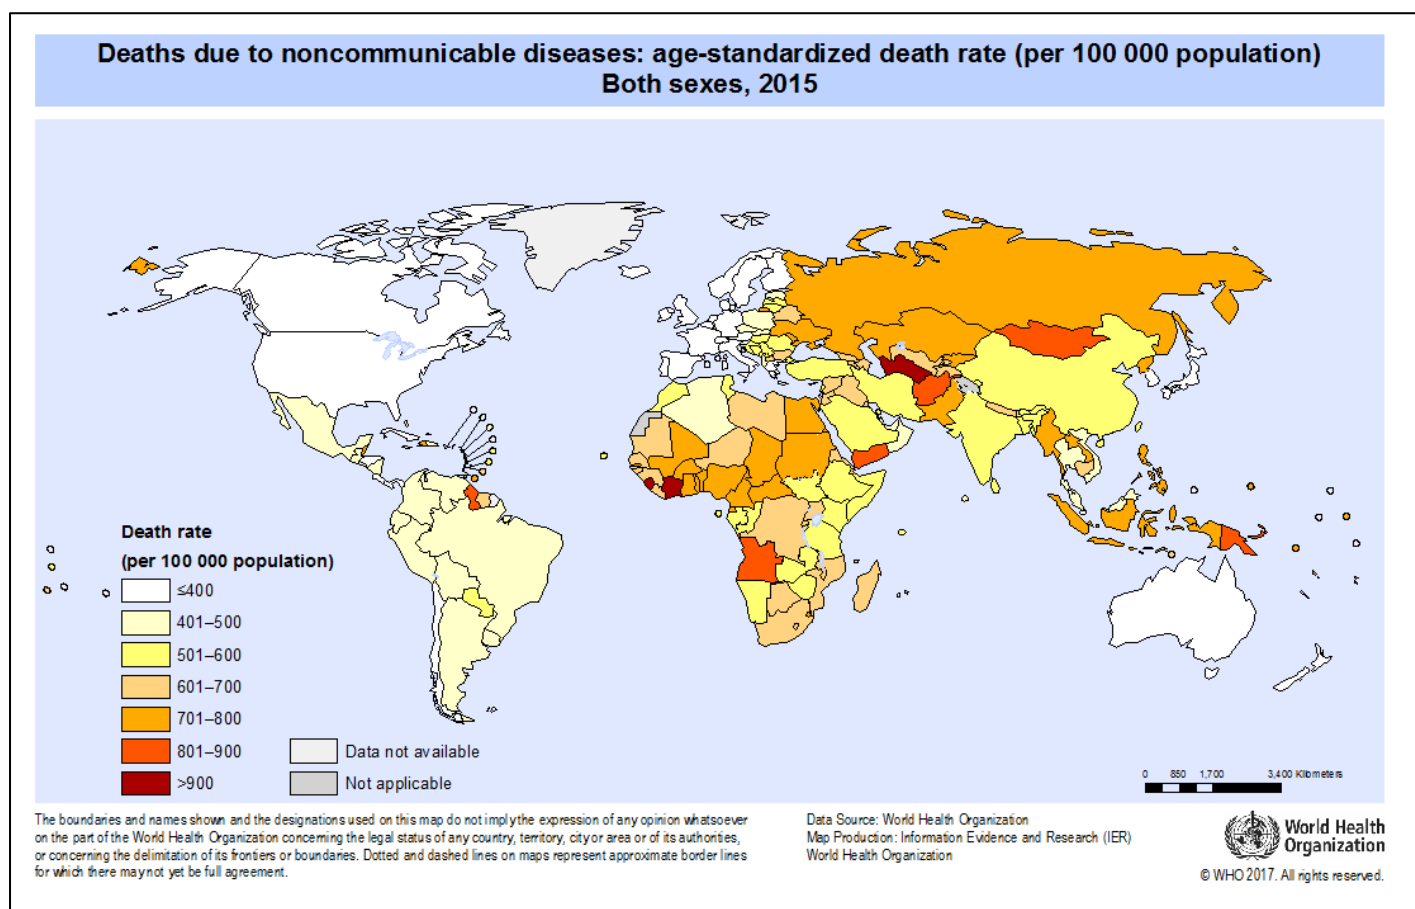 Deaths due to noncommunicable diseases: age-standardized death rate (per 100 000 population)
Both sexes, 2015
Death rate
(per 100 000 population)
≤400
401–500
501–600
601–700
701–800
801–900
>900
Data not available
Not applicable
0 850 1,700 3,400 Kilometers
The boundaries and names shown and the designations used on this map do not imply the expression of any opinion whatsoever
on the part of the World Health Organization concerning the legal status of any country, territory, city or area or of its authorities,
or concerning the delimitation of its frontiers or boundaries. Dotted and dashed lines on maps represent approximate border lines
for which there may not yet be full agreement.
Data Source: World Health Organization
Map Production: Information Evidence and Research (IER)
World Health Organization
World Health
Organization
© WHO 2017. All rights reserved.